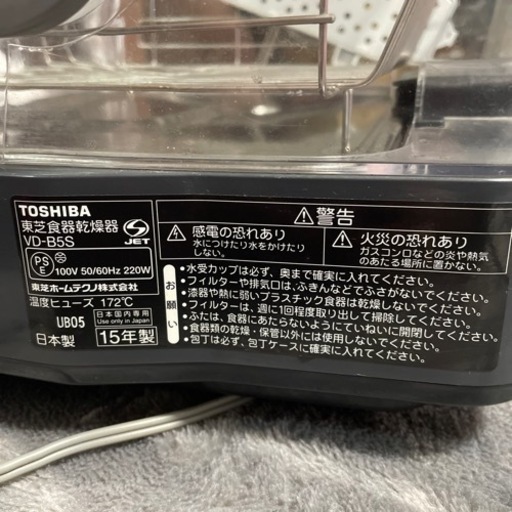 TOSHIBA
東芝食器乾燥器
VD-B5S
JET
PS
E
100V 50/60Hz 220W
東芝ホームテクノ株式会社
温度ヒューズ 172℃
UB05
日本国内専用
Use only in Japan
日本製
15年製
警告
感電の恐れあり
水につけたり水をかけたり
しないでください。
火災の恐れあり
ガスコンロなどの炎や熱気
のあたる場所に置かない。
お願い
・水受カップは必ず、奥まで確実に入れてください。
・フィルターや排気口は、ふきんなどでふさがないでください。
・漆器や熱に弱いプラスチック食器は乾燥しないでください。
・フィルターは、週に1回程度取り出して掃除してください。
・ふたは、食器にあたらないようにていねいに開閉してください。
・食器類の乾燥・保管以外には使用しないでください。
・包丁は必ず、包丁ケースに確実に入れてください。